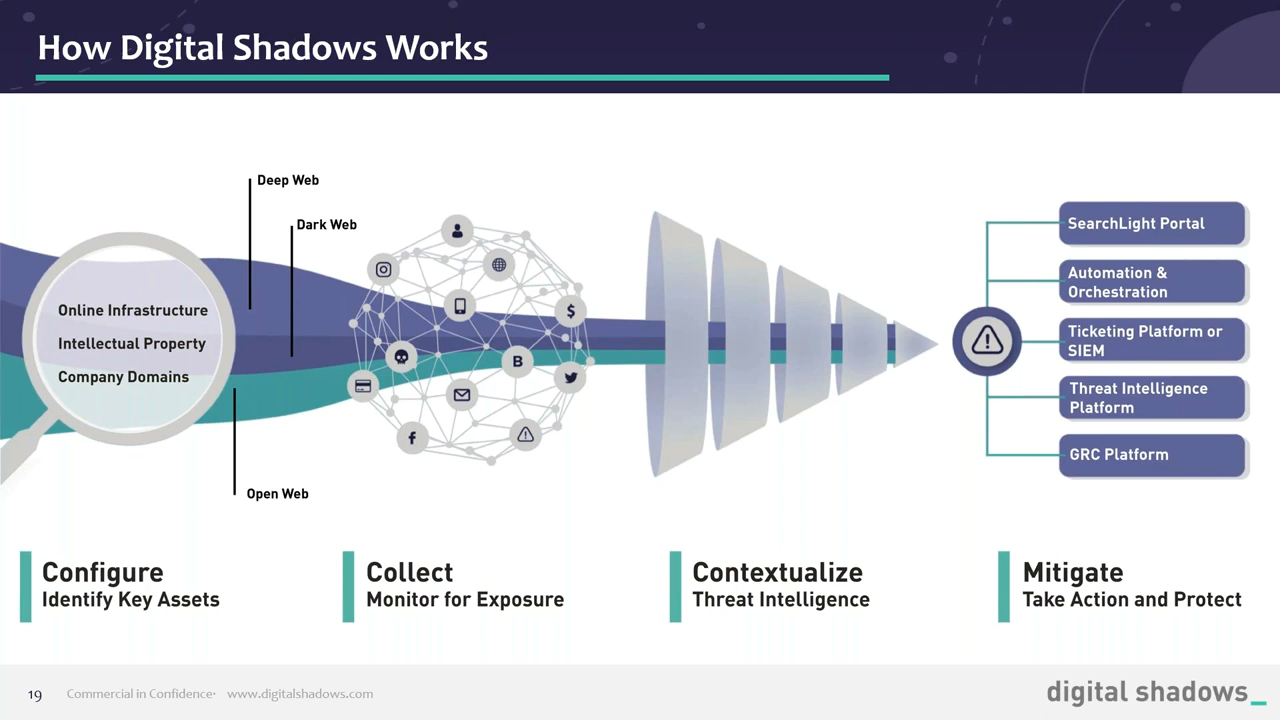 How Digital Shadows Works
Deep Web
Dark Web
Online Infrastructure
Intellectual Property
Company Domains
Open Web
$
B
f
SearchLight Portal
Automation &
Orchestration
Ticketing Platform or
SIEM
Threat Intelligence
Platform
GRC Platform
Configure
Identify Key Assets
Collect
Monitor for Exposure
Contextualize
Threat Intelligence
Mitigate
Take Action and Protect
19
Commercial in Confidence· www.digitalshadows.com
digital shadows_